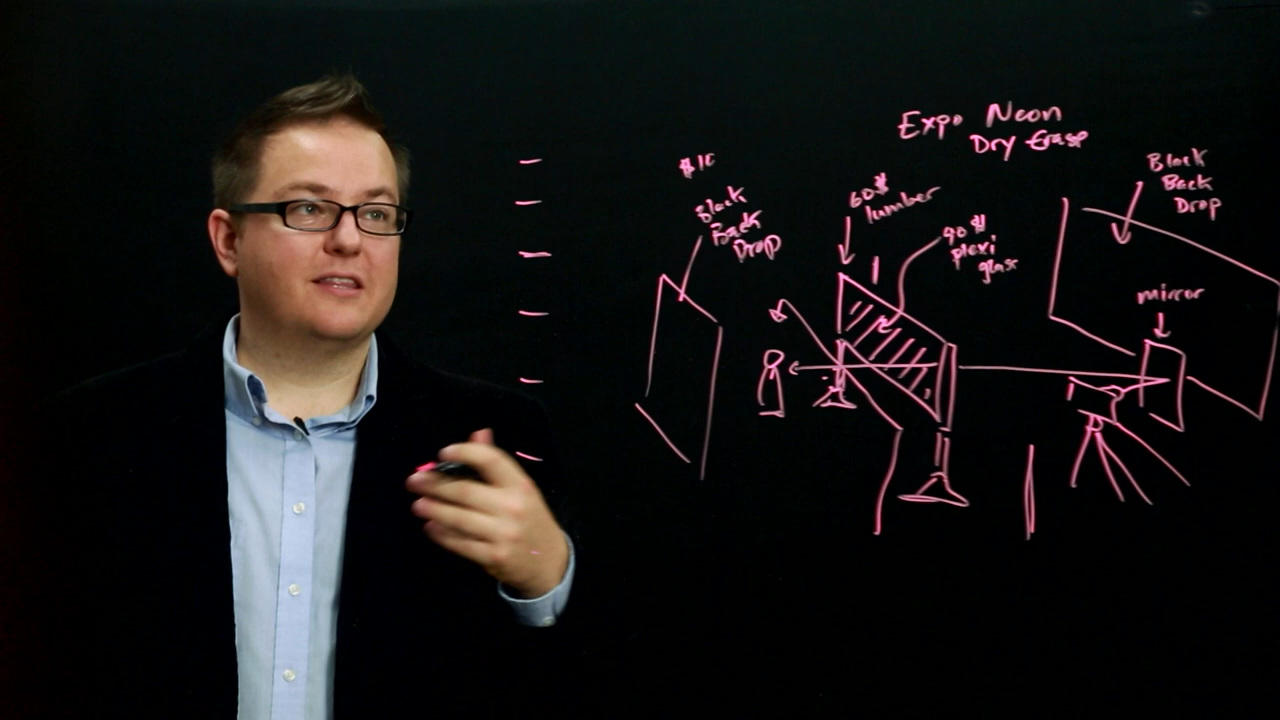 Expo Neon
Dry Erase
$10
Black
Back
Drop
60$
lumber
90$
plexi
glass
Black
Back
Drop
mirror